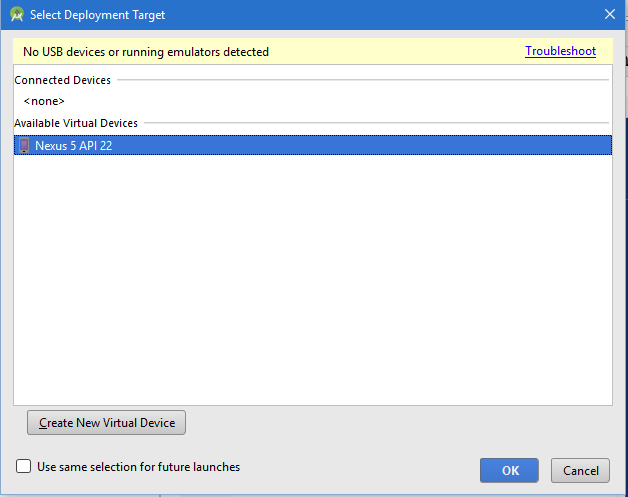 Select Deployment Target
No USB devices or running emulators detected Troubleshoot
Connected Devices
<none>
Available Virtual Devices
Nexus 5 API 22
Create New Virtual Device
Use same selection for future launches
OK Cancel